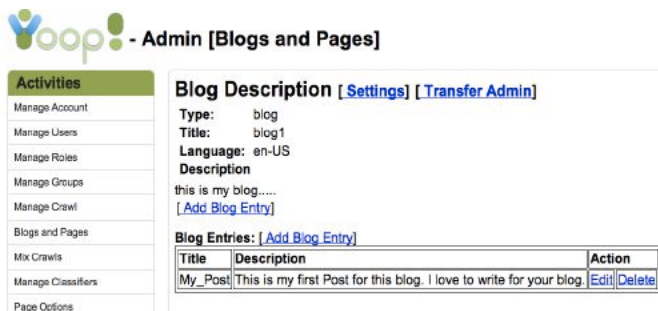 Yoop! - Admin [Blogs and Pages]
Activities
Manage Account
Manage Users
Manage Roles
Manage Groups
Manage Crawl
Blogs and Pages
Mix Crawls
Manage Classifiers
Page Options
Blog Description [ Settings] [ Transfer Admin]
Type: blog
Title: blog1
Language: en-US
Description
this is my blog.....
[ Add Blog Entry]
Blog Entries: [ Add Blog Entry]
Title Description Action
My_Post This is my first Post for this blog. I love to write for your blog. Edit Delete